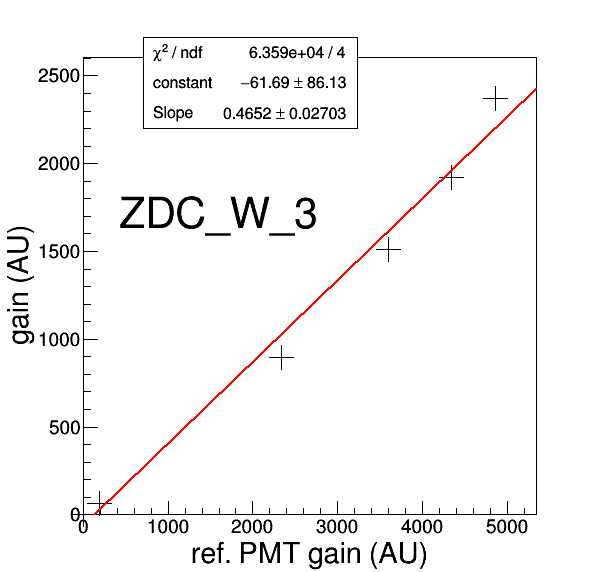 χ² / ndf 6.359e+04 / 4
constant −61.69 ± 86.13
Slope 0.4652 ± 0.02703
ZDC_W_3
gain (AU)
2500
2000
1500
1000
500
0
0 1000 2000 3000 4000 5000
ref. PMT gain (AU)